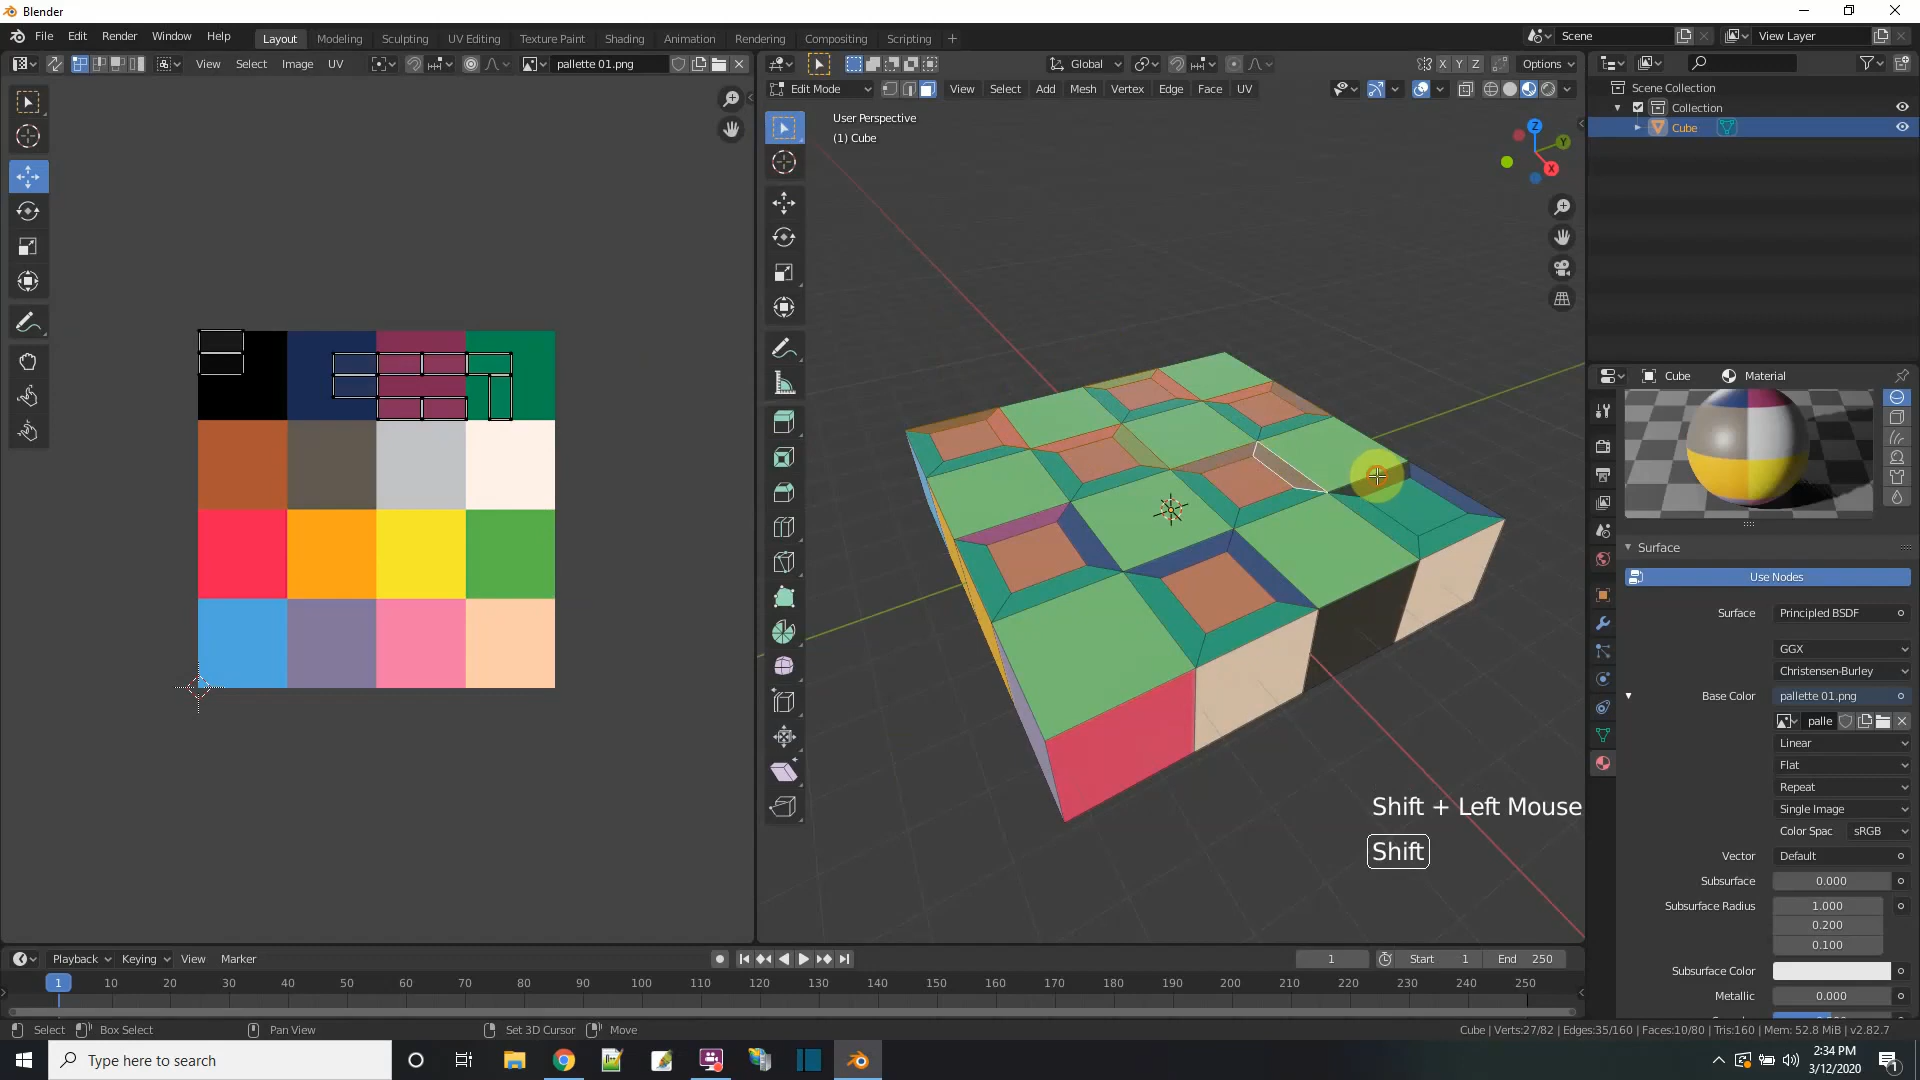 Blender
File Edit Render Window Help
Layout Modeling Sculpting UV Editing Texture Paint Shading Animation Rendering Compositing Scripting +
Scene View Layer
View Select Image UV pallette 01.png
Global X Y Z Options
Edit Mode View Select Add Mesh Vertex Edge Face UV
User Perspective
(1) Cube
Z Y X
Scene Collection
Collection
Cube
Cube Material
Surface
Use Nodes
Surface Principled BSDF
GGX
Christensen-Burley
Base Color pallette 01.png
palle
Linear
Flat
Repeat
Single Image
Color Spac sRGB
Vector Default
Subsurface 0.000
Subsurface Radius 1.000
0.200
0.100
Subsurface Color
Metallic 0.000
Shift + Left Mouse
Shift
Playback Keying View Marker 1 Start 1 End 250
1 10 20 30 40 50 60 70 80 90 100 110 120 130 140 150 160 170 180 190 200 210 220 230 240 250
Select Box Select Pan View Set 3D Cursor Move Cube | Verts:27/82 | Edges:35/160 | Faces:10/80 | Tris:160 | Mem: 52.8 MiB | v2.82.7
Type here to search
2:34 PM
3/12/2020
1